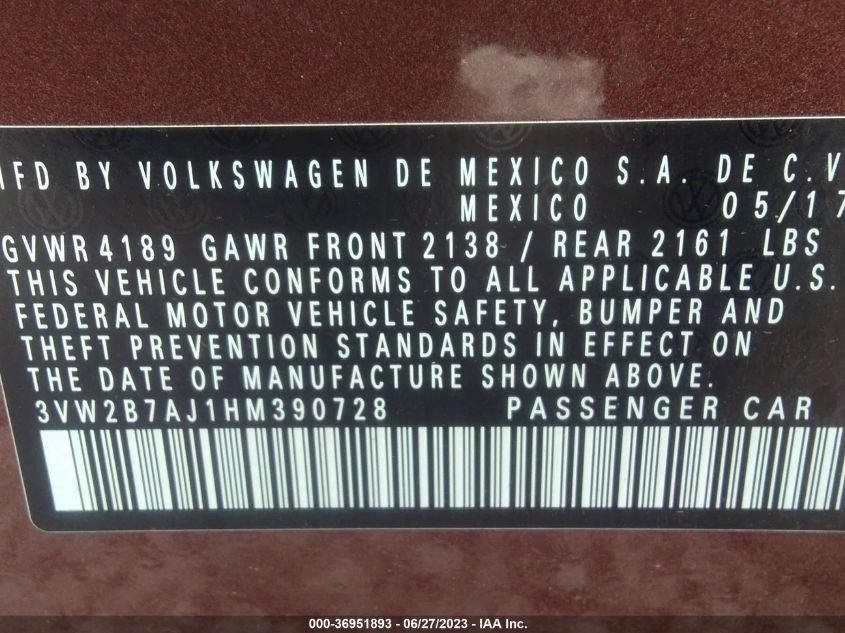 MFD BY VOLKSWAGEN DE MEXICO S.A. DE C.V
MEXICO 05/17
GVWR 4189 GAWR FRONT 2138 / REAR 2161 LBS
THIS VEHICLE CONFORMS TO ALL APPLICABLE U.S.
FEDERAL MOTOR VEHICLE SAFETY, BUMPER AND
THEFT PREVENTION STANDARDS IN EFFECT ON
THE DATE OF MANUFACTURE SHOWN ABOVE.
3VW2B7AJ1HM390728 PASSENGER CAR
000-36951893 - 06/27/2023 - IAA Inc.